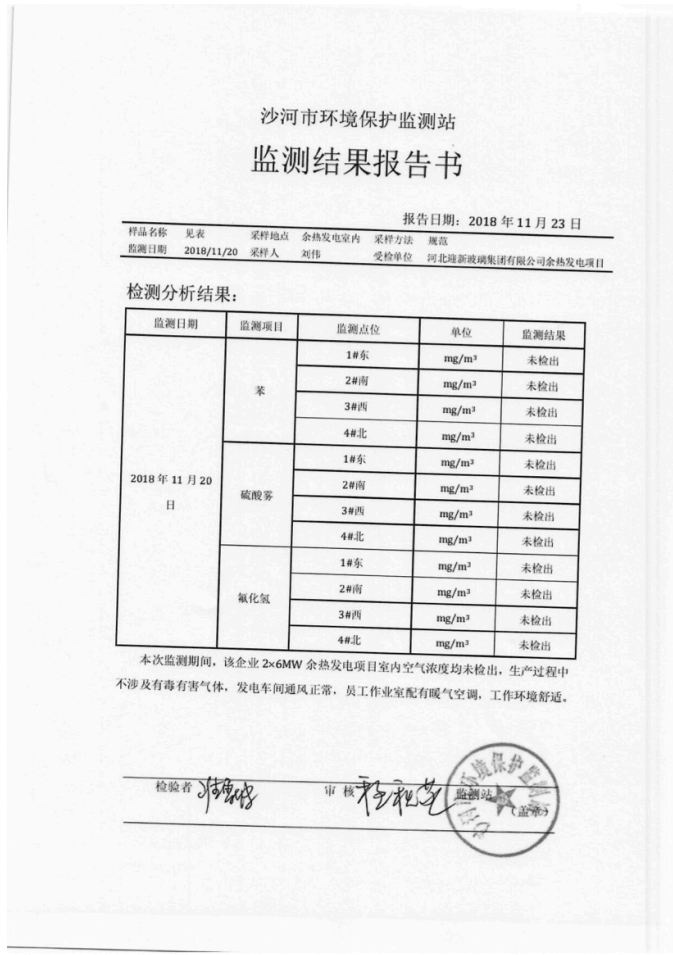 沙河市环境保护监测站
监测结果报告书
报告日期：2018 年 11 月 23 日
样品名称 见表 采样地点 余热发电室内 采样方法 规范
监测日期 2018/11/20 采样人 刘伟 受检单位 河北迎新玻璃集团有限公司余热发电项目
检测分析结果：
监测日期 监测项目 监测点位 单位 监测结果
2018 年 11 月 20
日
苯
1#东 mg/m³ 未检出
2#南 mg/m³ 未检出
3#西 mg/m³ 未检出
4#北 mg/m³ 未检出
硫酸雾
1#东 mg/m³ 未检出
2#南 mg/m³ 未检出
3#西 mg/m³ 未检出
4#北 mg/m³ 未检出
氟化氢
1#东 mg/m³ 未检出
2#南 mg/m³ 未检出
3#西 mg/m³ 未检出
4#北 mg/m³ 未检出
本次监测期间，该企业 2×6MW 余热发电项目室内空气浓度均未检出，生产过程中
不涉及有毒有害气体，发电车间通风正常，员工作业室配有暖气空调，工作环境舒适。
检验者 审 核 监测站
（盖章）